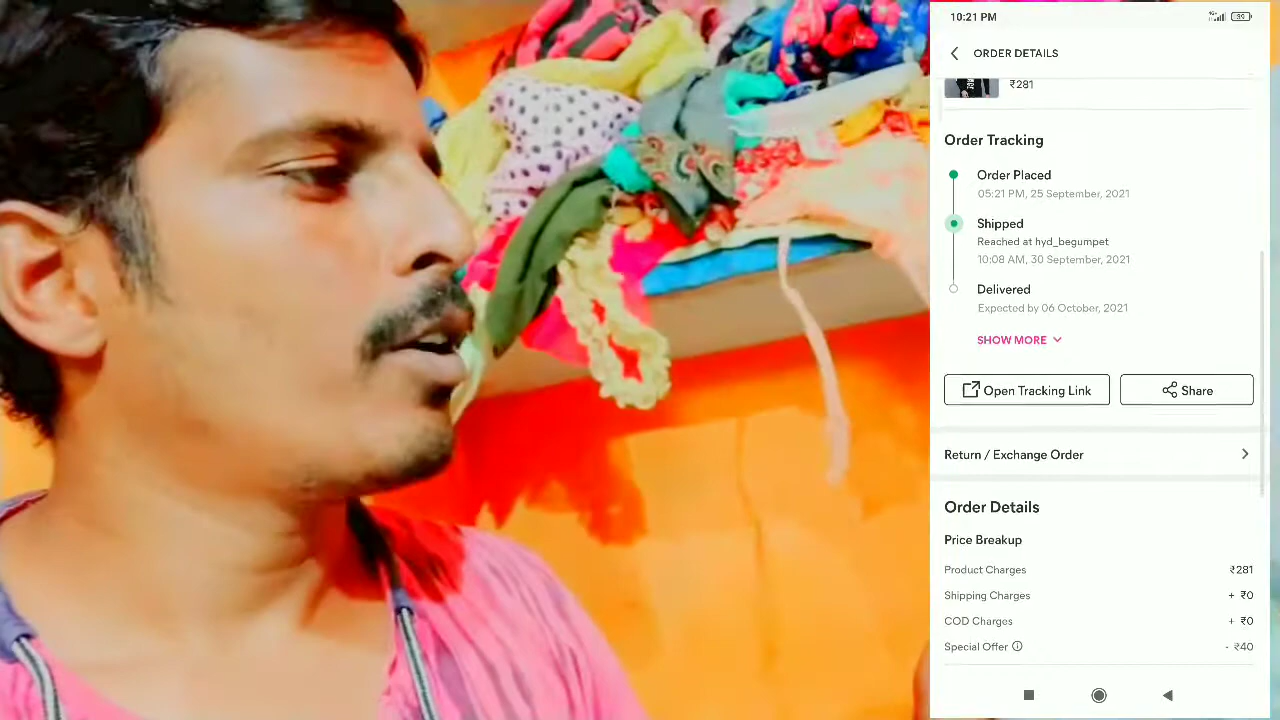 10:21 PM
4G 59
ORDER DETAILS
₹281
Order Tracking
Order Placed
05:21 PM, 25 September, 2021
Shipped
Reached at hyd_begumpet
10:08 AM, 30 September, 2021
Delivered
Expected by 06 October, 2021
SHOW MORE
Open Tracking Link
Share
Return / Exchange Order
Order Details
Price Breakup
Product Charges ₹281
Shipping Charges + ₹0
COD Charges + ₹0
Special Offer - ₹40